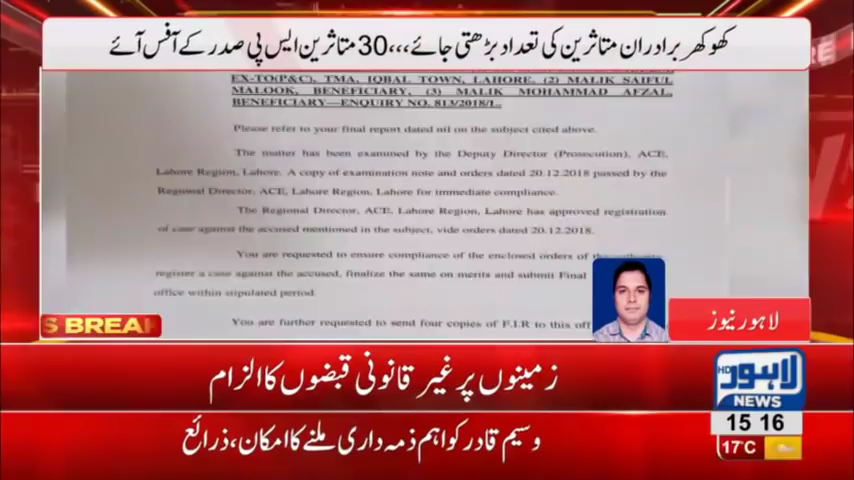 کھوکھر برادران متاثرین کی تعداد بڑھتی جائے،،،30 متاثرین ایس پی صدر کے آفس آئے
EX-TO(P&C), TMA, IQBAL TOWN, LAHORE, (2) MALIK SAIFUL
MALOOK, BENEFICIARY, (3) MALIK MOHAMMAD AFZAL,
BENEFICIARY—ENQUIRY NO. 813/2018/L.
Please refer to your final report dated nil on the subject cited above.
The matter has been examined by the Deputy Director (Prosecution), ACE,
Lahore Region, Lahore. A copy of examination note and orders dated 20.12.2018 passed by the
Regional Director, ACE, Lahore Region, Lahore for immediate compliance.
The Regional Director, ACE, Lahore Region, Lahore has approved registration
of case against the accused mentioned in the subject, vide orders dated 20.12.2018.
You are requested to ensure compliance of the enclosed orders of the
register a case against the accused, finalize the same on merits and submit Final
office within stipulated period.
You are further requested to send four copies of F.I.R to this off
S BREAK
لاہور نیوز
زمینوں پر غیر قانونی قبضوں کا الزام
وسیم قادر کو اہم ذمہ داری ملنے کا امکان، ذرائع
HD لاہور
NEWS
15 16
17°C